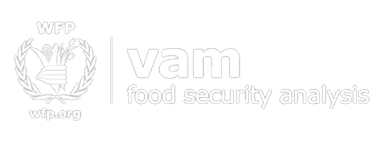 WFP
wfp.org
vam
food security analysis